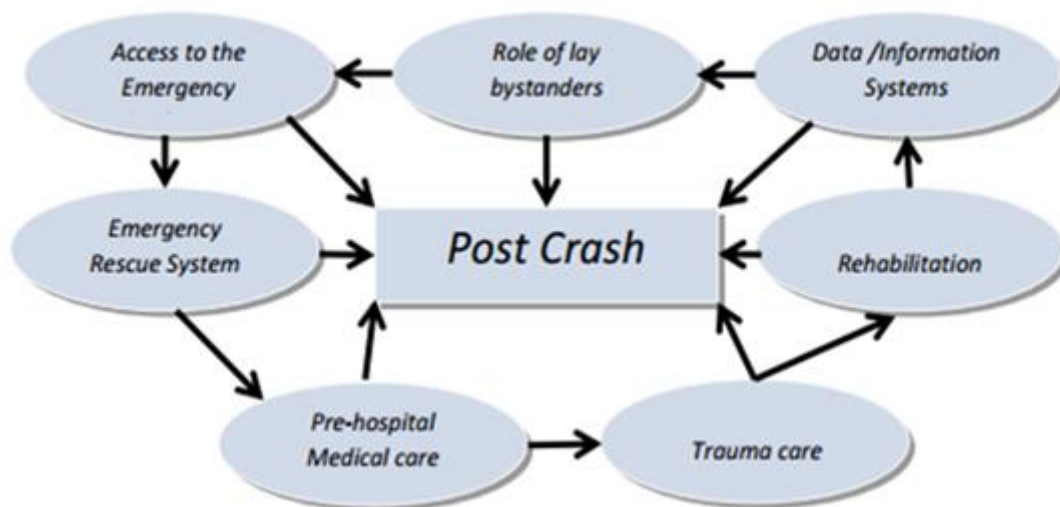 Access to the
Emergency
Role of lay
bystanders
Data /Information
Systems
Emergency
Rescue System
Post Crash
Rehabilitation
Pre-hospital
Medical care
Trauma care